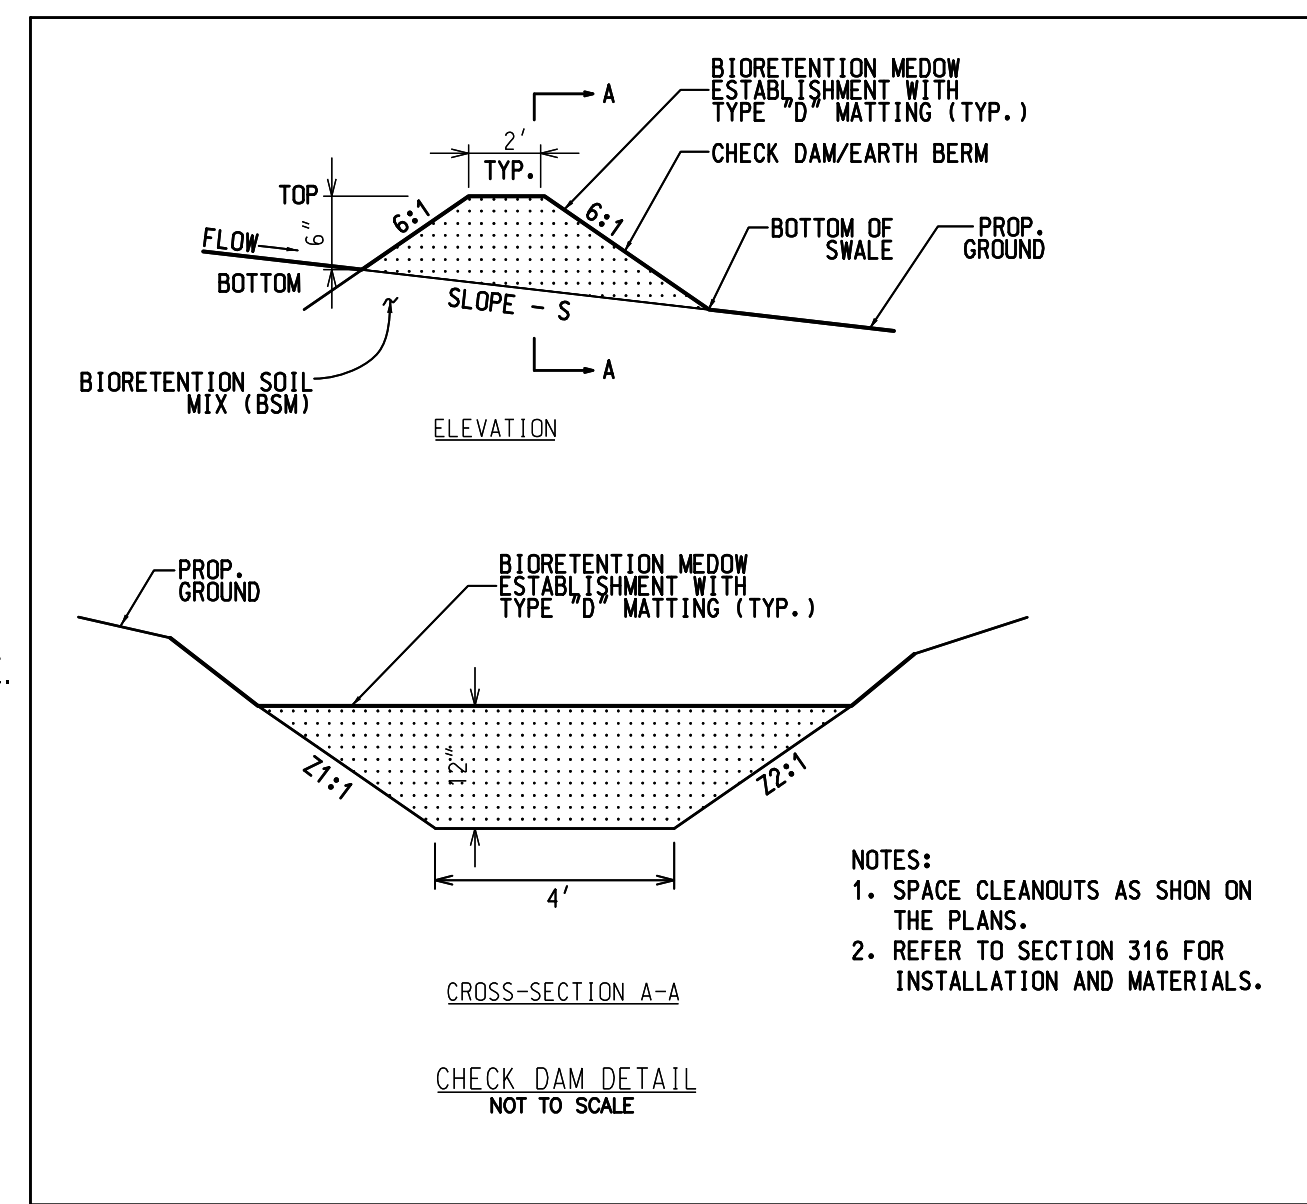 BIORETENTION MEDOW
ESTABLISHMENT WITH
TYPE "D" MATTING (TYP.)
A
2'
TYP.
CHECK DAM/EARTH BERM
TOP
6"
6:1
6:1
FLOW
BOTTOM
BOTTOM OF
SWALE
PROP.
GROUND
SLOPE - S
A
BIORETENTION SOIL
MIX (BSM)
ELEVATION
PROP.
GROUND
BIORETENTION MEDOW
ESTABLISHMENT WITH
TYPE "D" MATTING (TYP.)
12"
Z1:1
Z2:1
4'
NOTES:
1. SPACE CLEANOUTS AS SHON ON
THE PLANS.
2. REFER TO SECTION 316 FOR
INSTALLATION AND MATERIALS.
CROSS-SECTION A-A
CHECK DAM DETAIL
NOT TO SCALE